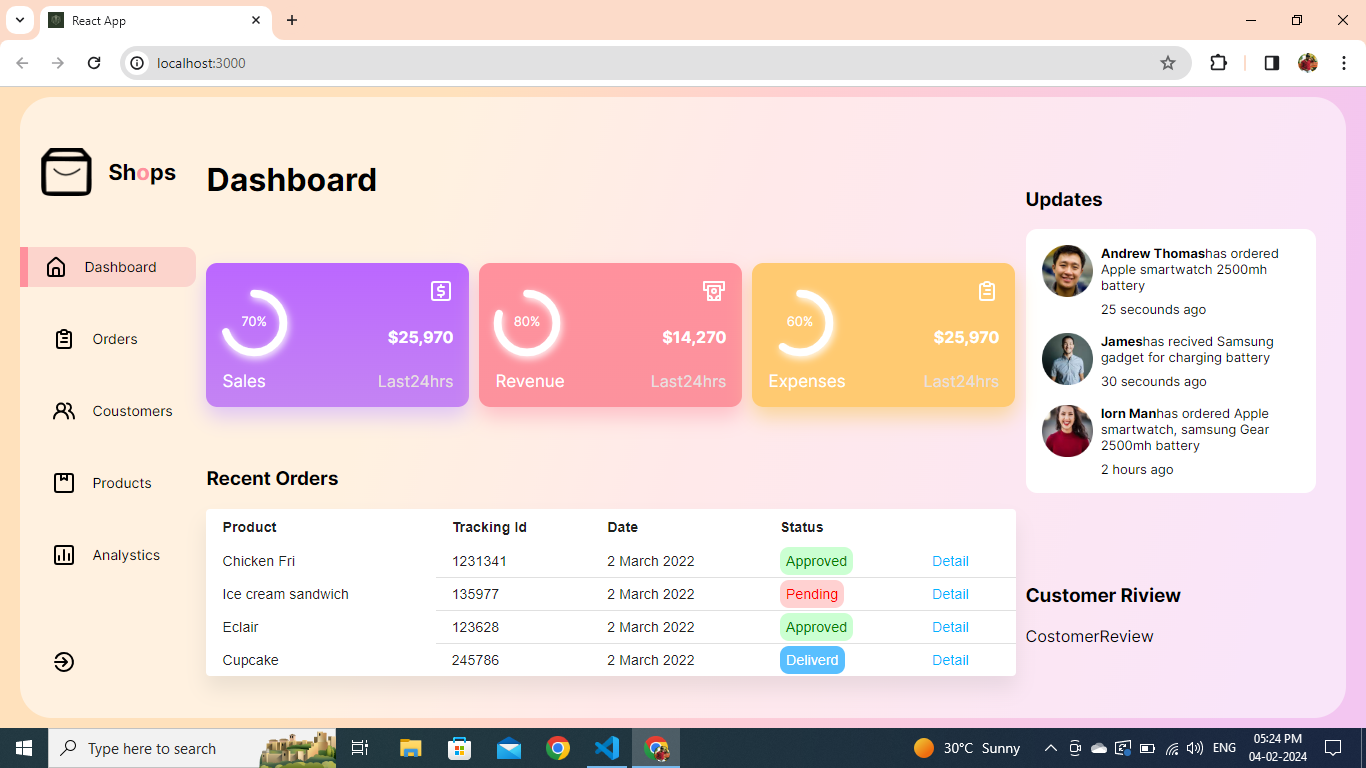 React App
localhost:3000
Shops
Dashboard
Orders
Coustomers
Products
Analystics
Dashboard
70%
$25,970
Sales
Last24hrs
80%
$14,270
Revenue
Last24hrs
60%
$25,970
Expenses
Last24hrs
Recent Orders
Product Tracking Id Date Status
Chicken Fri 1231341 2 March 2022 Approved Detail
Ice cream sandwich 135977 2 March 2022 Pending Detail
Eclair 123628 2 March 2022 Approved Detail
Cupcake 245786 2 March 2022 Deliverd Detail
Updates
Andrew Thomashas ordered
Apple smartwatch 2500mh
battery
25 seconds ago
Jameshas recived Samsung
gadget for charging battery
30 seconds ago
Iorn Manhas ordered Apple
smartwatch, samsung Gear
2500mh battery
2 hours ago
Customer Riview
CostomerReview
Type here to search
30°C Sunny
ENG
05:24 PM
04-02-2024